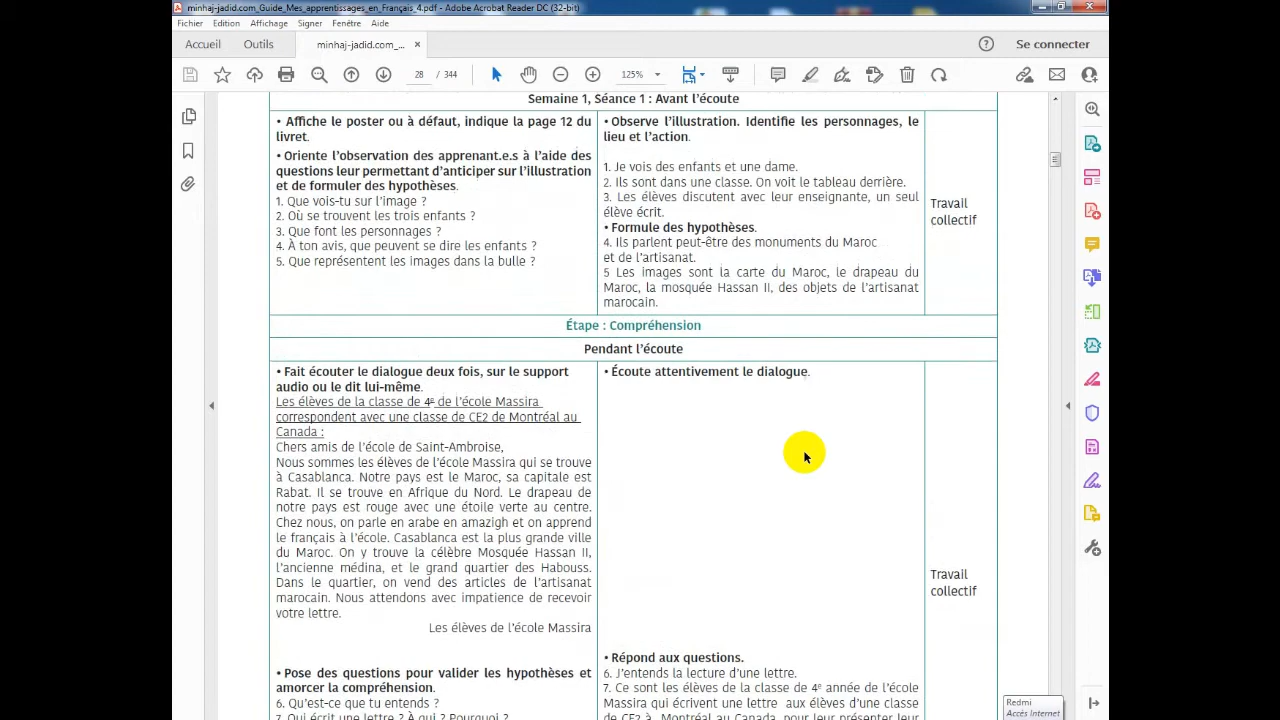 minhaj-jadid.com_Guide_Mes_apprentissages_en_Français_4.pdf - Adobe Acrobat Reader DC (32-bit)
Fichier Edition Affichage Signer Fenêtre Aide
Accueil Outils minhaj-jadid.com_... × Se connecter
28 / 344 125%
Semaine 1, Séance 1 : Avant l'écoute
• Affiche le poster ou à défaut, indique la page 12 du
livret.
• Oriente l'observation des apprenant.e.s à l'aide des
questions leur permettant d'anticiper sur l'illustration
et de formuler des hypothèses.
1. Que vois-tu sur l'image ?
2. Où se trouvent les trois enfants ?
3. Que font les personnages ?
4. À ton avis, que peuvent se dire les enfants ?
5. Que représentent les images dans la bulle ?
• Observe l'illustration. Identifie les personnages, le
lieu et l'action.
1. Je vois des enfants et une dame.
2. Ils sont dans une classe. On voit le tableau derrière.
3. Les élèves discutent avec leur enseignante, un seul
élève écrit.
• Formule des hypothèses.
4. Ils parlent peut-être des monuments du Maroc
et de l'artisanat.
5 Les images sont la carte du Maroc, le drapeau du
Maroc, la mosquée Hassan II, des objets de l'artisanat
marocain.
Travail
collectif
Étape : Compréhension
Pendant l'écoute
• Fait écouter le dialogue deux fois, sur le support
audio ou le dit lui-même.
Les élèves de la classe de 4e de l'école Massira
correspondent avec une classe de CE2 de Montréal au
Canada :
Chers amis de l'école de Saint-Ambroise,
Nous sommes les élèves de l'école Massira qui se trouve
à Casablanca. Notre pays est le Maroc, sa capitale est
Rabat. Il se trouve en Afrique du Nord. Le drapeau de
notre pays est rouge avec une étoile verte au centre.
Chez nous, on parle en arabe en amazigh et on apprend
le français à l'école. Casablanca est la plus grande ville
du Maroc. On y trouve la célèbre Mosquée Hassan II,
l'ancienne médina, et le grand quartier des Habouss.
Dans le quartier, on vend des articles de l'artisanat
marocain. Nous attendons avec impatience de recevoir
votre lettre.
Les élèves de l'école Massira
• Pose des questions pour valider les hypothèses et
amorcer la compréhension.
6. Qu'est-ce que tu entends ?
7. Qui écrit une lettre ? À qui ? Pourquoi ?
• Écoute attentivement le dialogue.
• Répond aux questions.
6. J'entends la lecture d'une lettre.
7. Ce sont les élèves de la classe de 4e année de l'école
Massira qui écrivent une lettre aux élèves d'une classe
de CE2 à Montréal au Canada, pour leur présenter leur
Travail
collectif
Redmi
Accès Internet